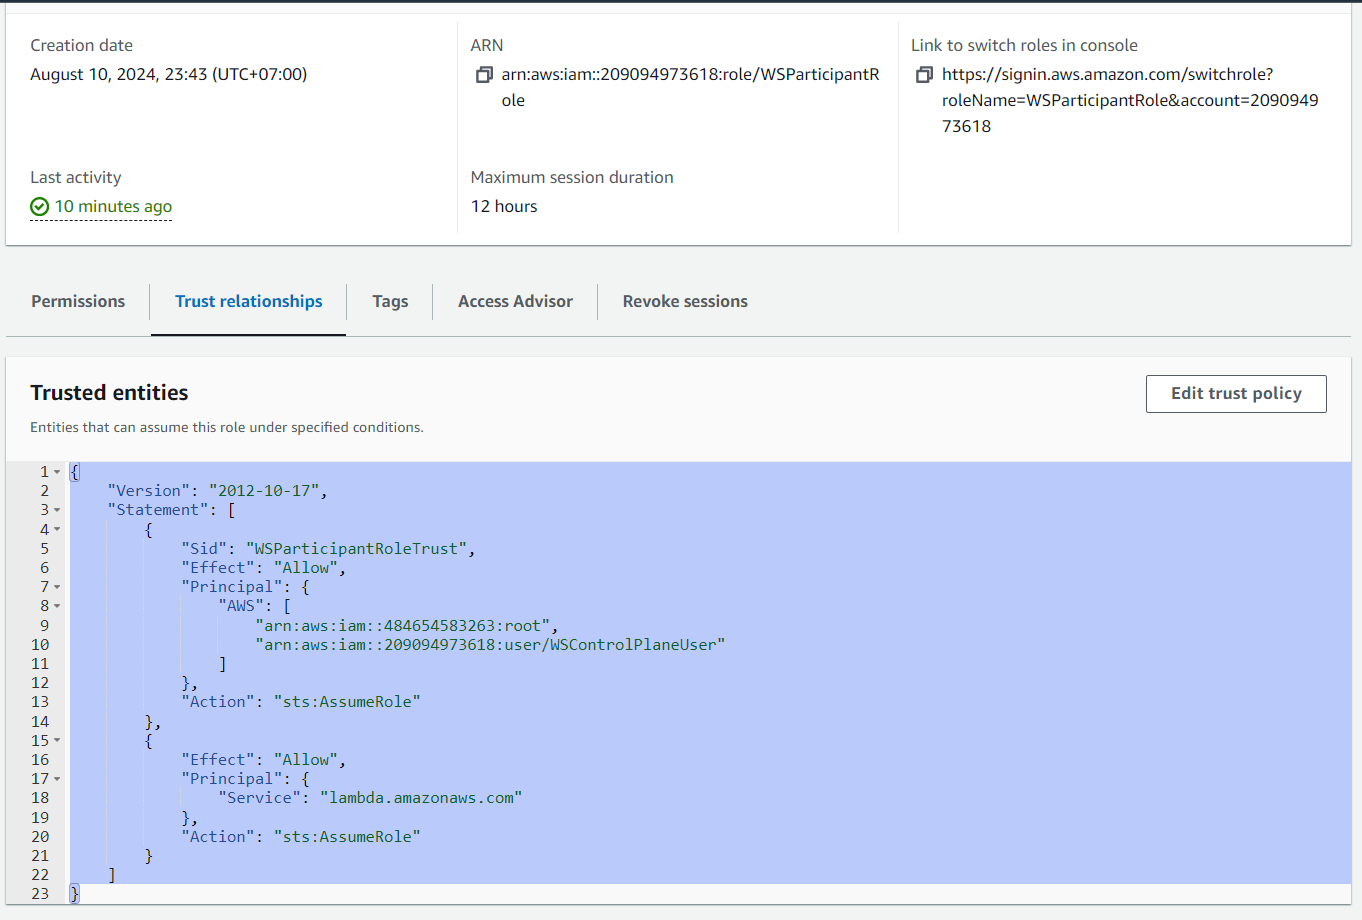 Creation date
August 10, 2024, 23:43 (UTC+07:00)
ARN
arn:aws:iam::209094973618:role/WSParticipantR
ole
Link to switch roles in console
https://signin.aws.amazon.com/switchrole?
roleName=WSParticipantRole&account=2090949
73618
Last activity
10 minutes ago
Maximum session duration
12 hours
Permissions
Trust relationships
Tags
Access Advisor
Revoke sessions
Trusted entities
Edit trust policy
Entities that can assume this role under specified conditions.
1 {
2 "Version": "2012-10-17",
3 "Statement": [
4 {
5 "Sid": "WSParticipantRoleTrust",
6 "Effect": "Allow",
7 "Principal": {
8 "AWS": [
9 "arn:aws:iam::484654583263:root",
10 "arn:aws:iam::209094973618:user/WSControlPlaneUser"
11 ]
12 },
13 "Action": "sts:AssumeRole"
14 },
15 {
16 "Effect": "Allow",
17 "Principal": {
18 "Service": "lambda.amazonaws.com"
19 },
20 "Action": "sts:AssumeRole"
21 }
22 ]
23 }